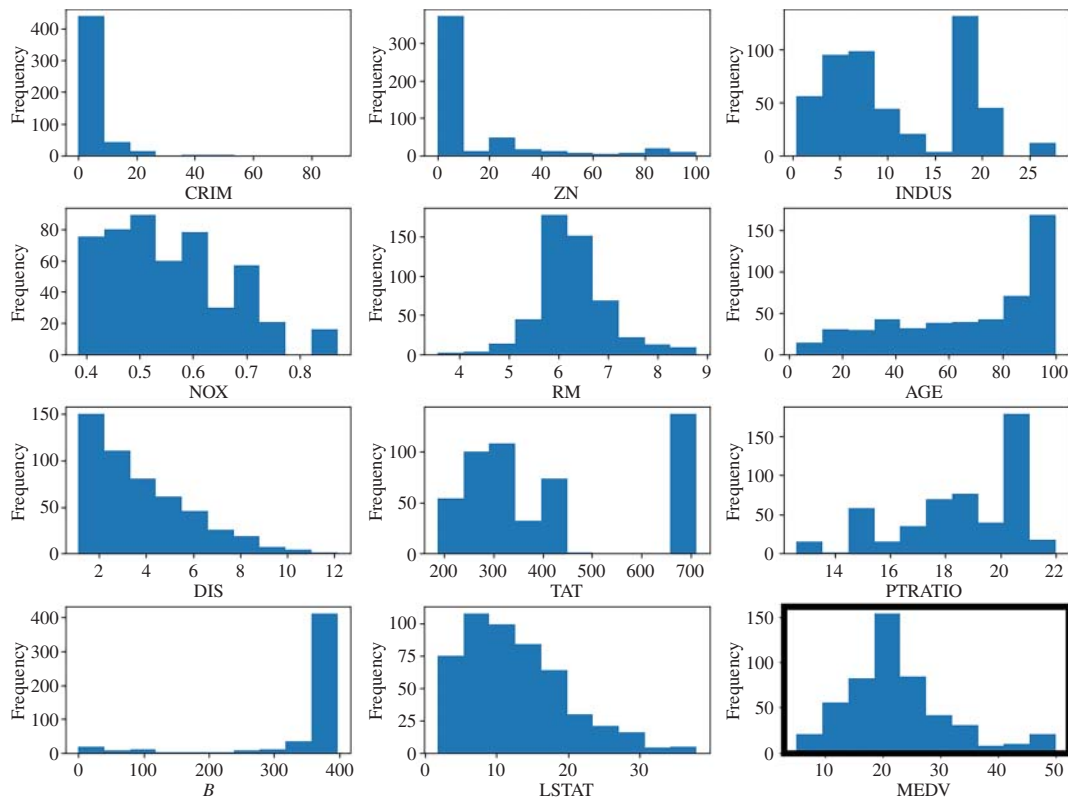 Frequency
400
300
200
100
0
0 20 40 60 80
CRIM
Frequency
300
200
100
0
0 20 40 60 80 100
ZN
Frequency
100
50
0
0 5 10 15 20 25
INDUS
Frequency
80
60
40
20
0
0.4 0.5 0.6 0.7 0.8
NOX
Frequency
150
100
50
0
4 5 6 7 8 9
RM
Frequency
150
100
50
0
0 20 40 60 80 100
AGE
Frequency
150
100
50
0
2 4 6 8 10 12
DIS
Frequency
100
50
0
200 300 400 500 600 700
TAT
Frequency
150
100
50
0
14 16 18 20 22
PTRATIO
Frequency
400
300
200
100
0
0 100 200 300 400
B
Frequency
100
75
50
25
0
0 10 20 30
LSTAT
Frequency
150
100
50
0
10 20 30 40 50
MEDV